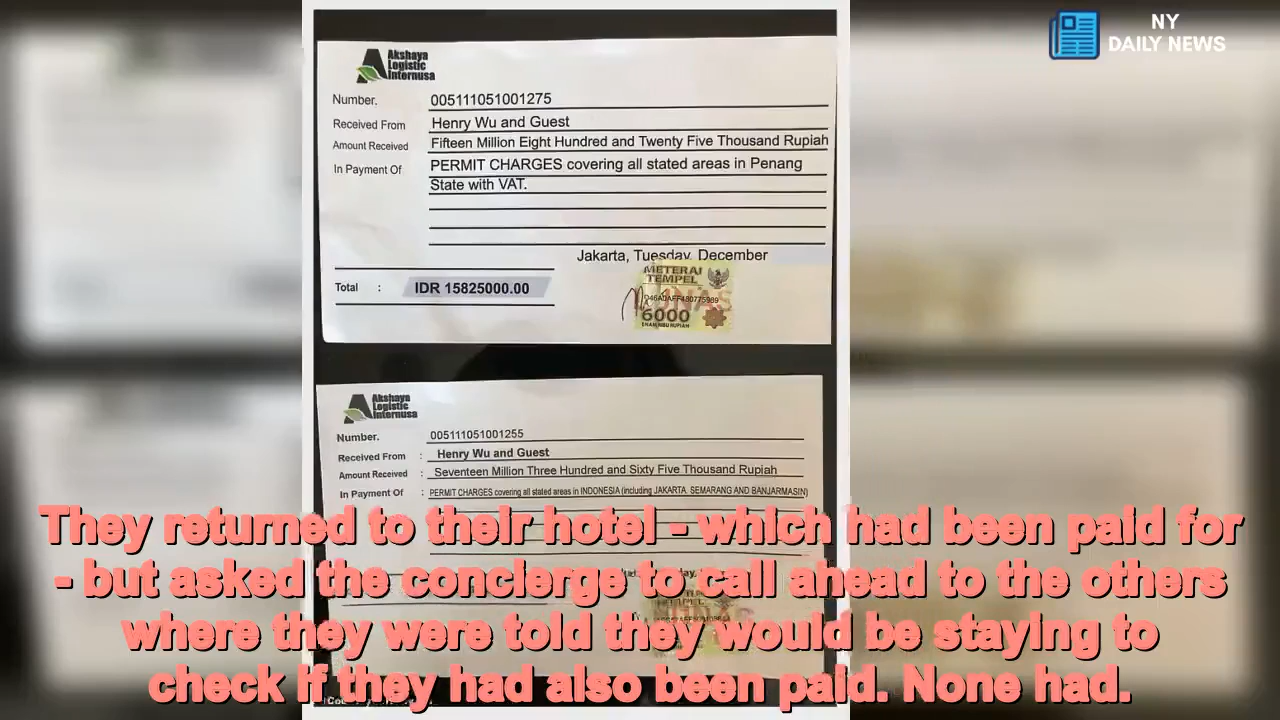 NY
DAILY NEWS
Akshaya
Logistic
Internusa
Number. 005111051001275
Received From Henry Wu and Guest
Amount Received Fifteen Million Eight Hundred and Twenty Five Thousand Rupiah
In Payment Of PERMIT CHARGES covering all stated areas in Penang
State with VAT.
Jakarta, Tuesday, December
METERAI
TEMPEL
6000
ENAM RIBU RUPIAH
Total : IDR 15825000.00
Akshaya
Logistic
Internusa
Number. 005111051001255
Received From : Henry Wu and Guest
Amount Received : Seventeen Million Three Hundred and Sixty Five Thousand Rupiah
In Payment Of : PERMIT CHARGES covering all stated areas in INDONESIA (including JAKARTA SEMARANG AND BANJARMASIN)
They returned to their hotel - which had been paid for
- but asked the concierge to call ahead to the others
where they were told they would be staying to
check if they had also been paid. None had.